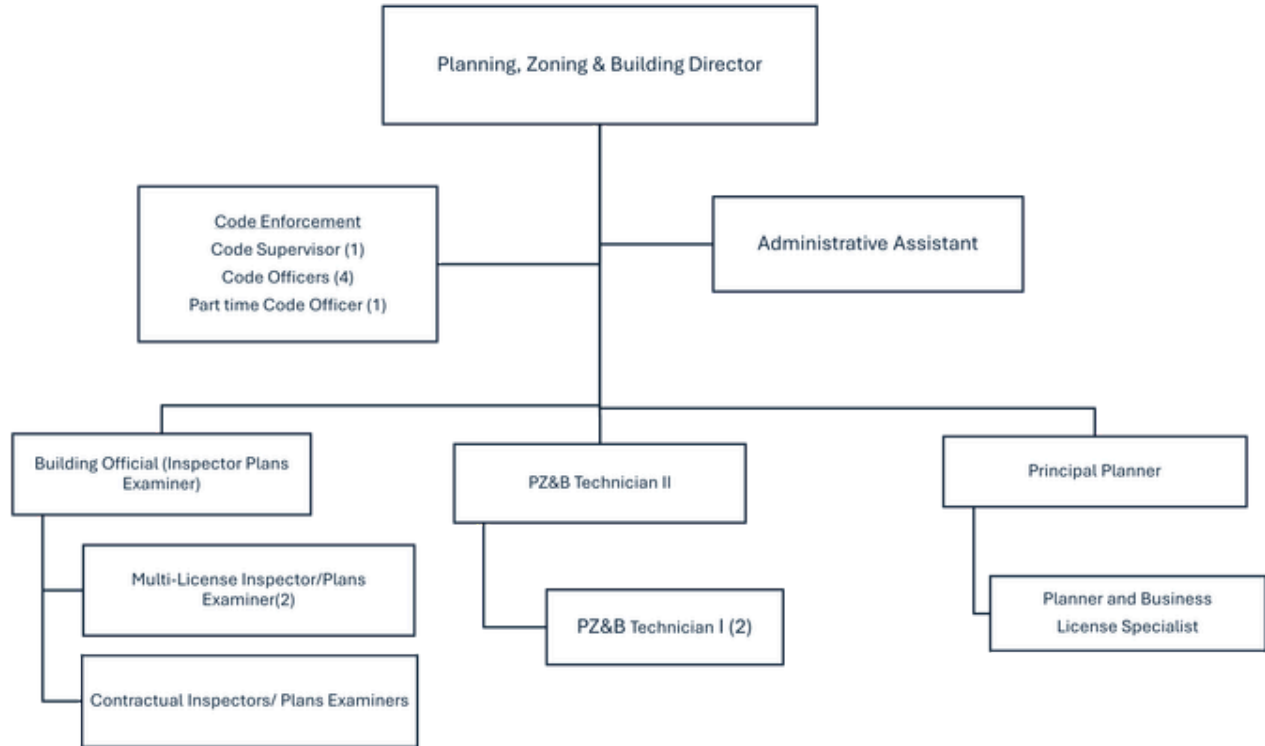 Planning, Zoning & Building Director
Code Enforcement
Code Supervisor (1)
Code Officers (4)
Part time Code Officer (1)
Administrative Assistant
Building Official (Inspector Plans
Examiner)
PZ&B Technician II
Principal Planner
Multi-License Inspector/Plans
Examiner(2)
PZ&B Technician I (2)
Planner and Business
License Specialist
Contractual Inspectors/ Plans Examiners